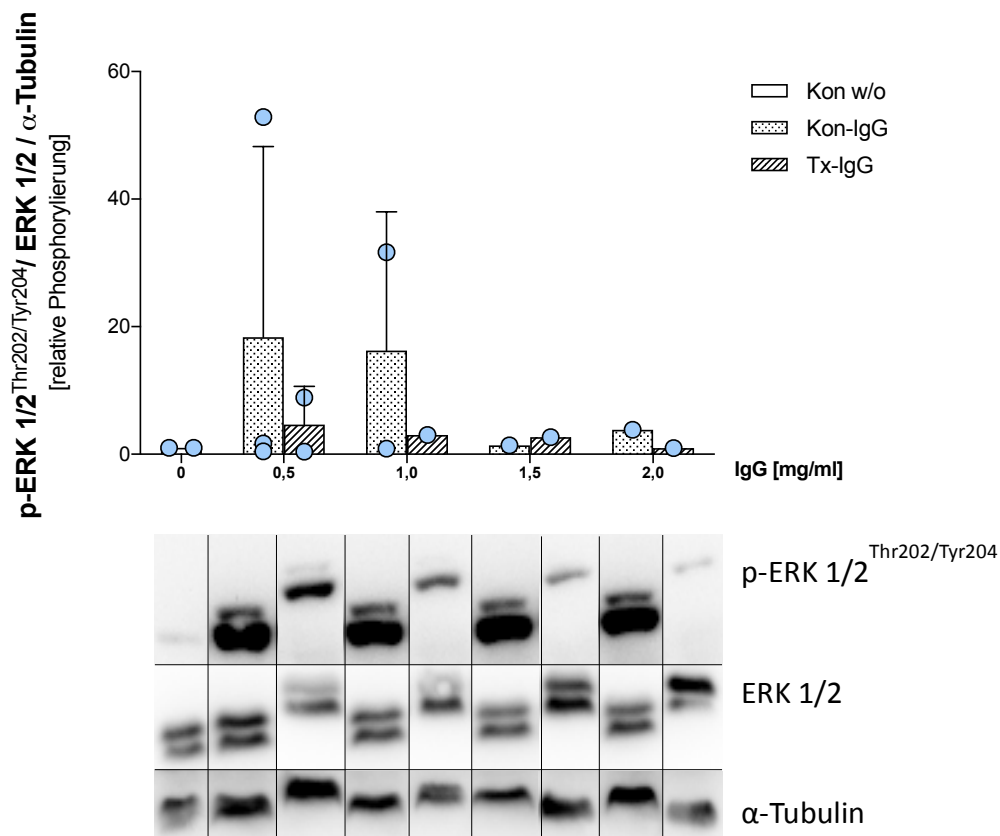 p-ERK 1/2Thr202/Tyr204/ ERK 1/2 / α-Tubulin
[relative Phosphorylierung]
60
40
20
0
0
0,5
1,0
1,5
2,0
IgG [mg/ml]
Kon w/o
Kon-IgG
Tx-IgG
p-ERK 1/2Thr202/Tyr204
ERK 1/2
α-Tubulin